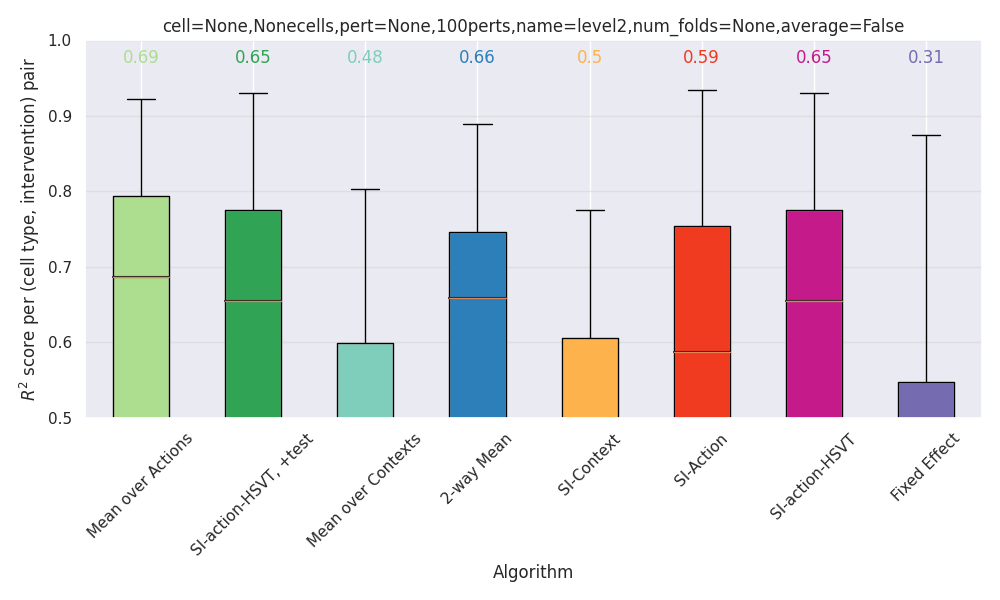 cell=None,Nonecells,pert=None,100perts,name=level2,num_folds=None,average=False
1.0
0.9
0.8
0.7
0.6
0.5
R² score per (cell type, intervention) pair
0.69 0.65 0.48 0.66 0.5 0.59 0.65 0.31
Mean over Actions
SI-action-HSVT, +test
Mean over Contexts
2-way Mean
SI-Context
SI-Action
SI-action-HSVT
Fixed Effect
Algorithm